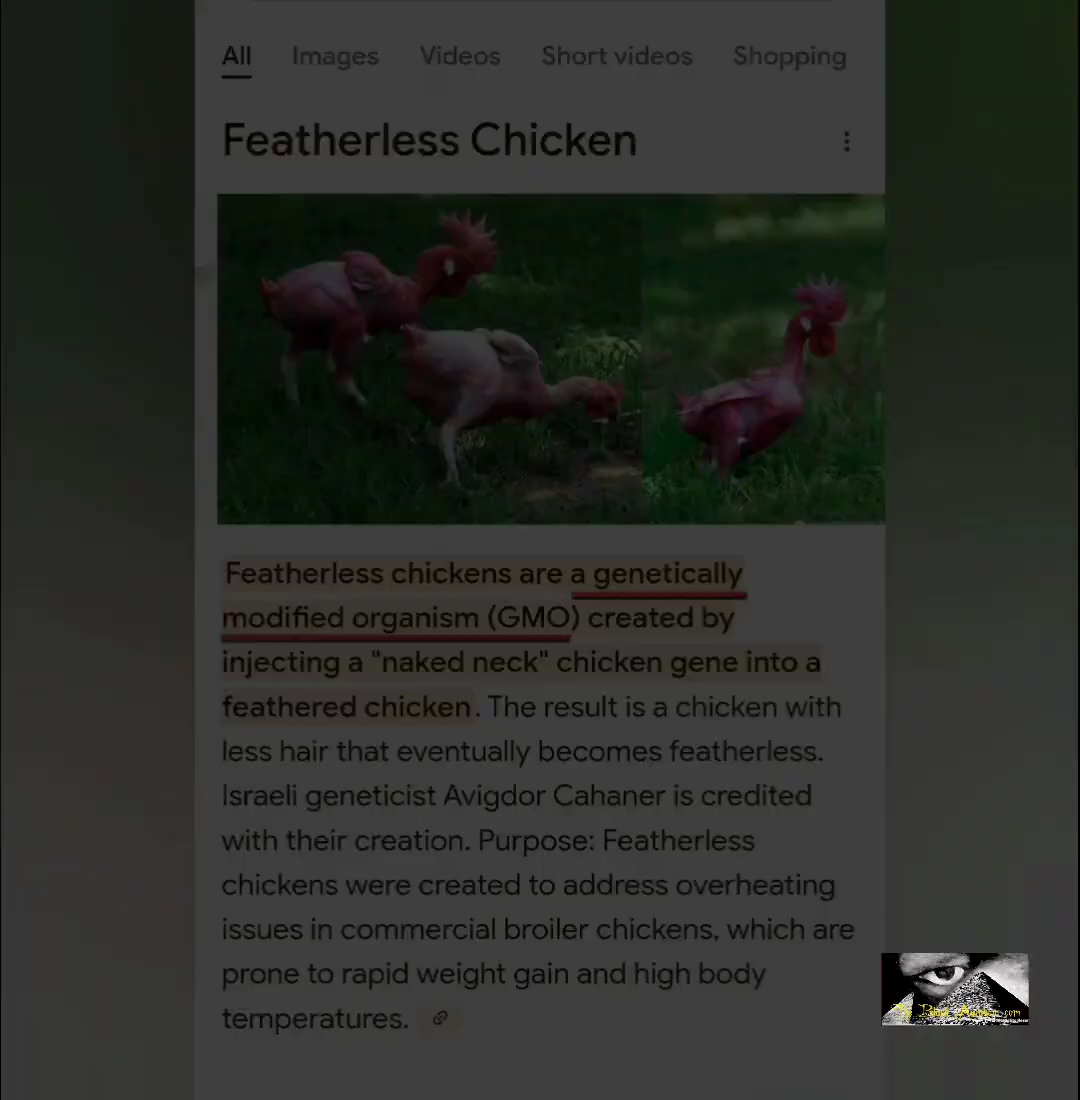 All Images Videos Short videos Shopping
Featherless Chicken
Featherless chickens are a genetically
modified organism (GMO) created by
injecting a "naked neck" chicken gene into a
feathered chicken. The result is a chicken with
less hair that eventually becomes featherless.
Israeli geneticist Avigdor Cahaner is credited
with their creation. Purpose: Featherless
chickens were created to address overheating
issues in commercial broiler chickens, which are
prone to rapid weight gain and high body
temperatures.